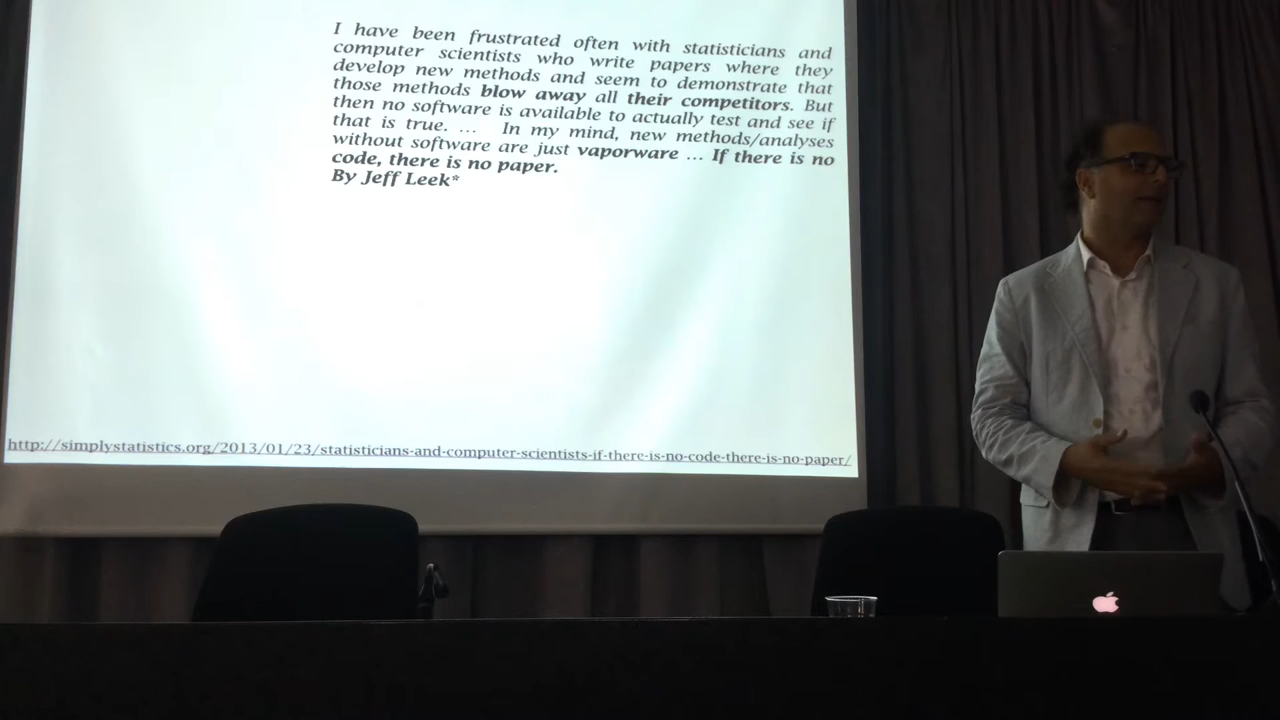 I have been frustrated often with statisticians and
computer scientists who write papers where they
develop new methods and seem to demonstrate that
those methods blow away all their competitors. But
then no software is available to actually test and see if
that is true. … In my mind, new methods/analyses
without software are just vaporware … If there is no
code, there is no paper.
By Jeff Leek*
http://simplystatistics.org/2013/01/23/statisticians-and-computer-scientists-if-there-is-no-code-there-is-no-paper/